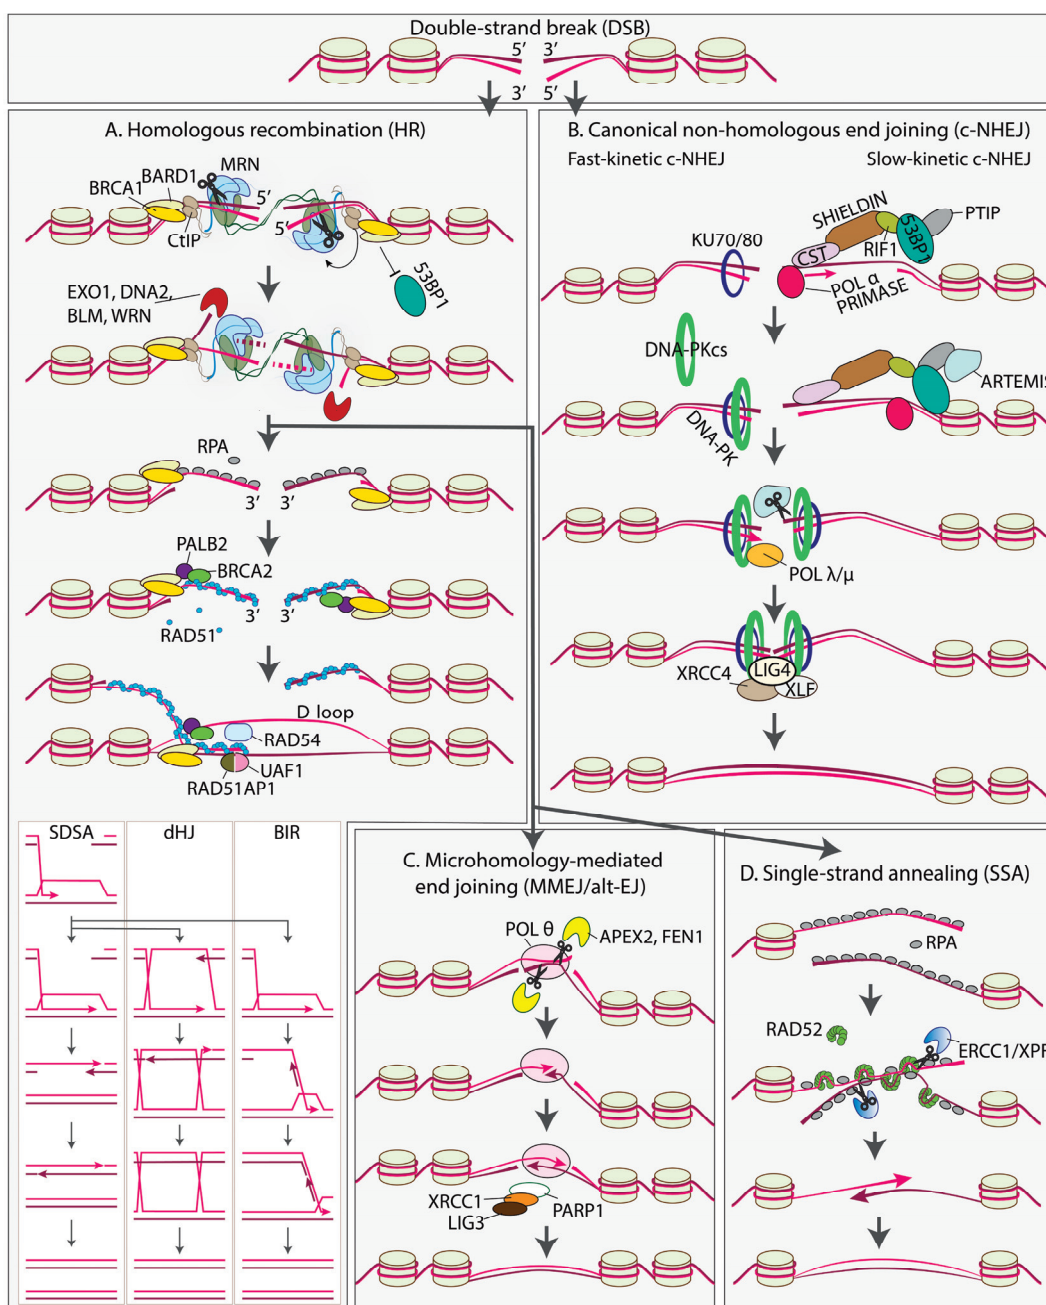 Double-strand break (DSB)
5′ 3′
3′ 5′
A. Homologous recombination (HR)
MRN
BARD1
BRCA1
5′
5′
CtIP
53BP1
EXO1, DNA2,
BLM, WRN
RPA
3′ 3′
PALB2
BRCA2
3′ 3′
RAD51
D loop
RAD54
UAF1
RAD51AP1
SDSA dHJ BIR
B. Canonical non-homologous end joining (c-NHEJ)
Fast-kinetic c-NHEJ Slow-kinetic c-NHEJ
SHIELDIN
PTIP
KU70/80
RIF1
53BP1
CST
POL α
PRIMASE
DNA-PKcs
ARTEMIS
DNA-PK
POL λ/μ
XRCC4
LIG4
XLF
C. Microhomology-mediated
end joining (MMEJ/alt-EJ)
POL θ
APEX2, FEN1
XRCC1
PARP1
LIG3
D. Single-strand annealing (SSA)
RPA
RAD52
ERCC1/XPF